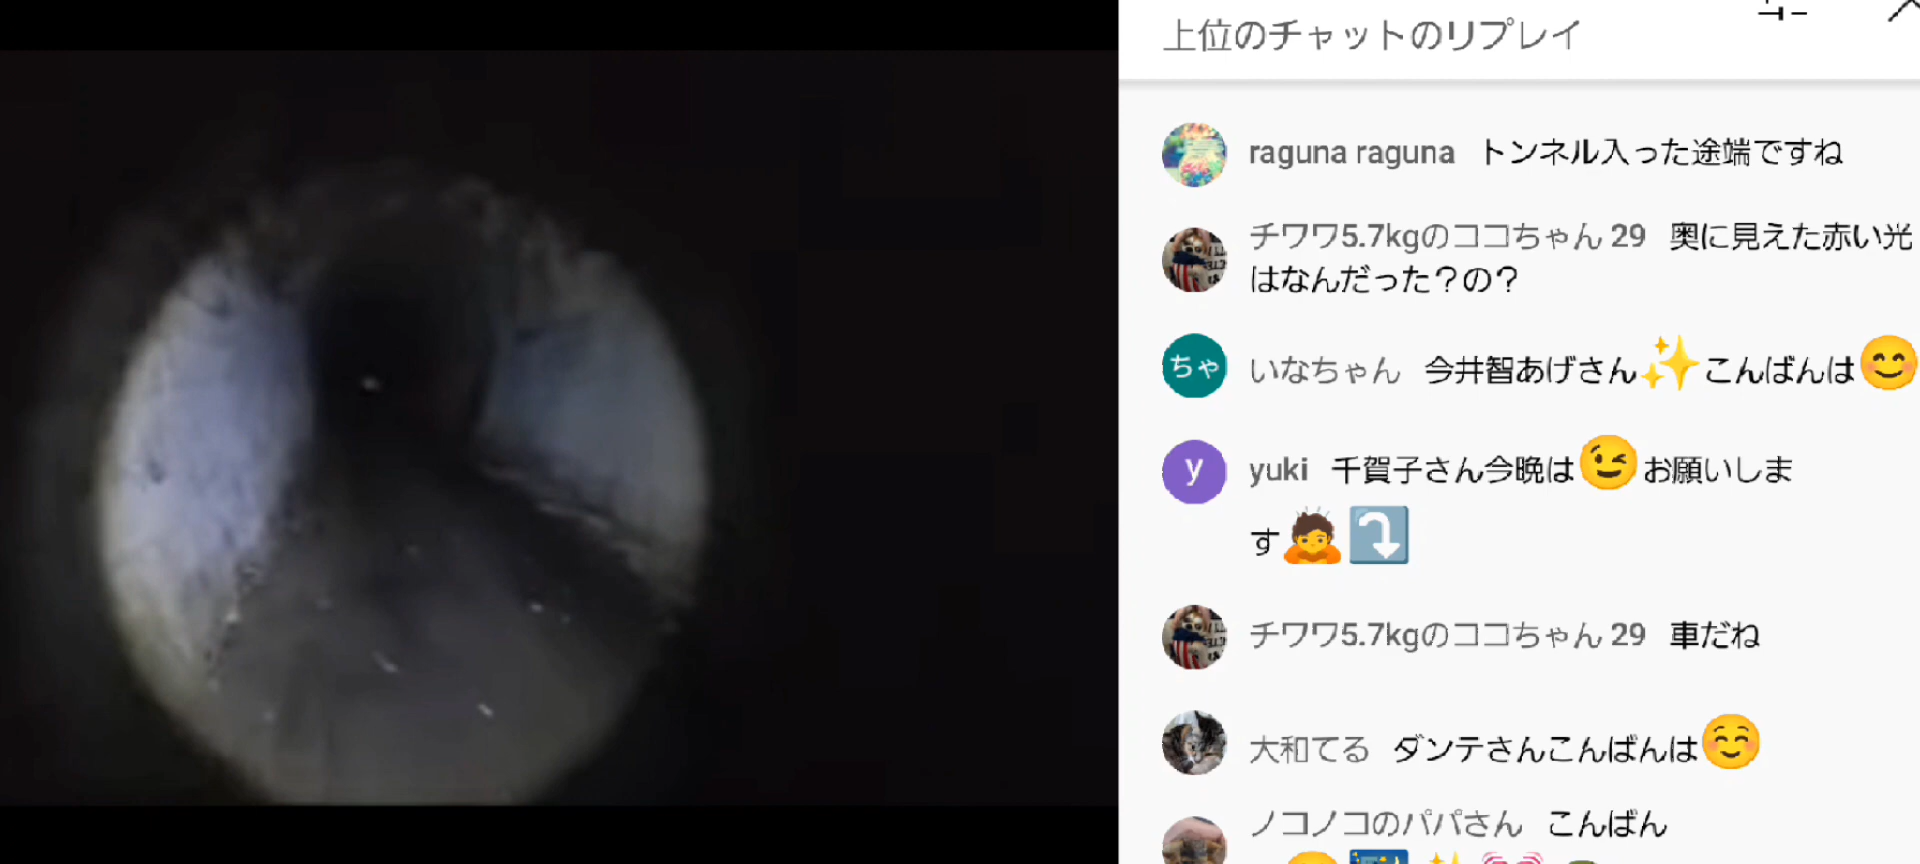 上位のチャットのリプレイ
raguna raguna トンネル入った途端ですね
チワワ5.7kgのココちゃん 29 奥に見えた赤い光
はなんだった？の？
ちゃ いなちゃん 今井智あげさん✨こんばんは😊
y yuki 千賀子さん今晩は😉お願いしま
す🙇⤵️
チワワ5.7kgのココちゃん 29 車だね
大和てる ダンテさんこんばんは☺️
ノコノコのパパさん こんばん